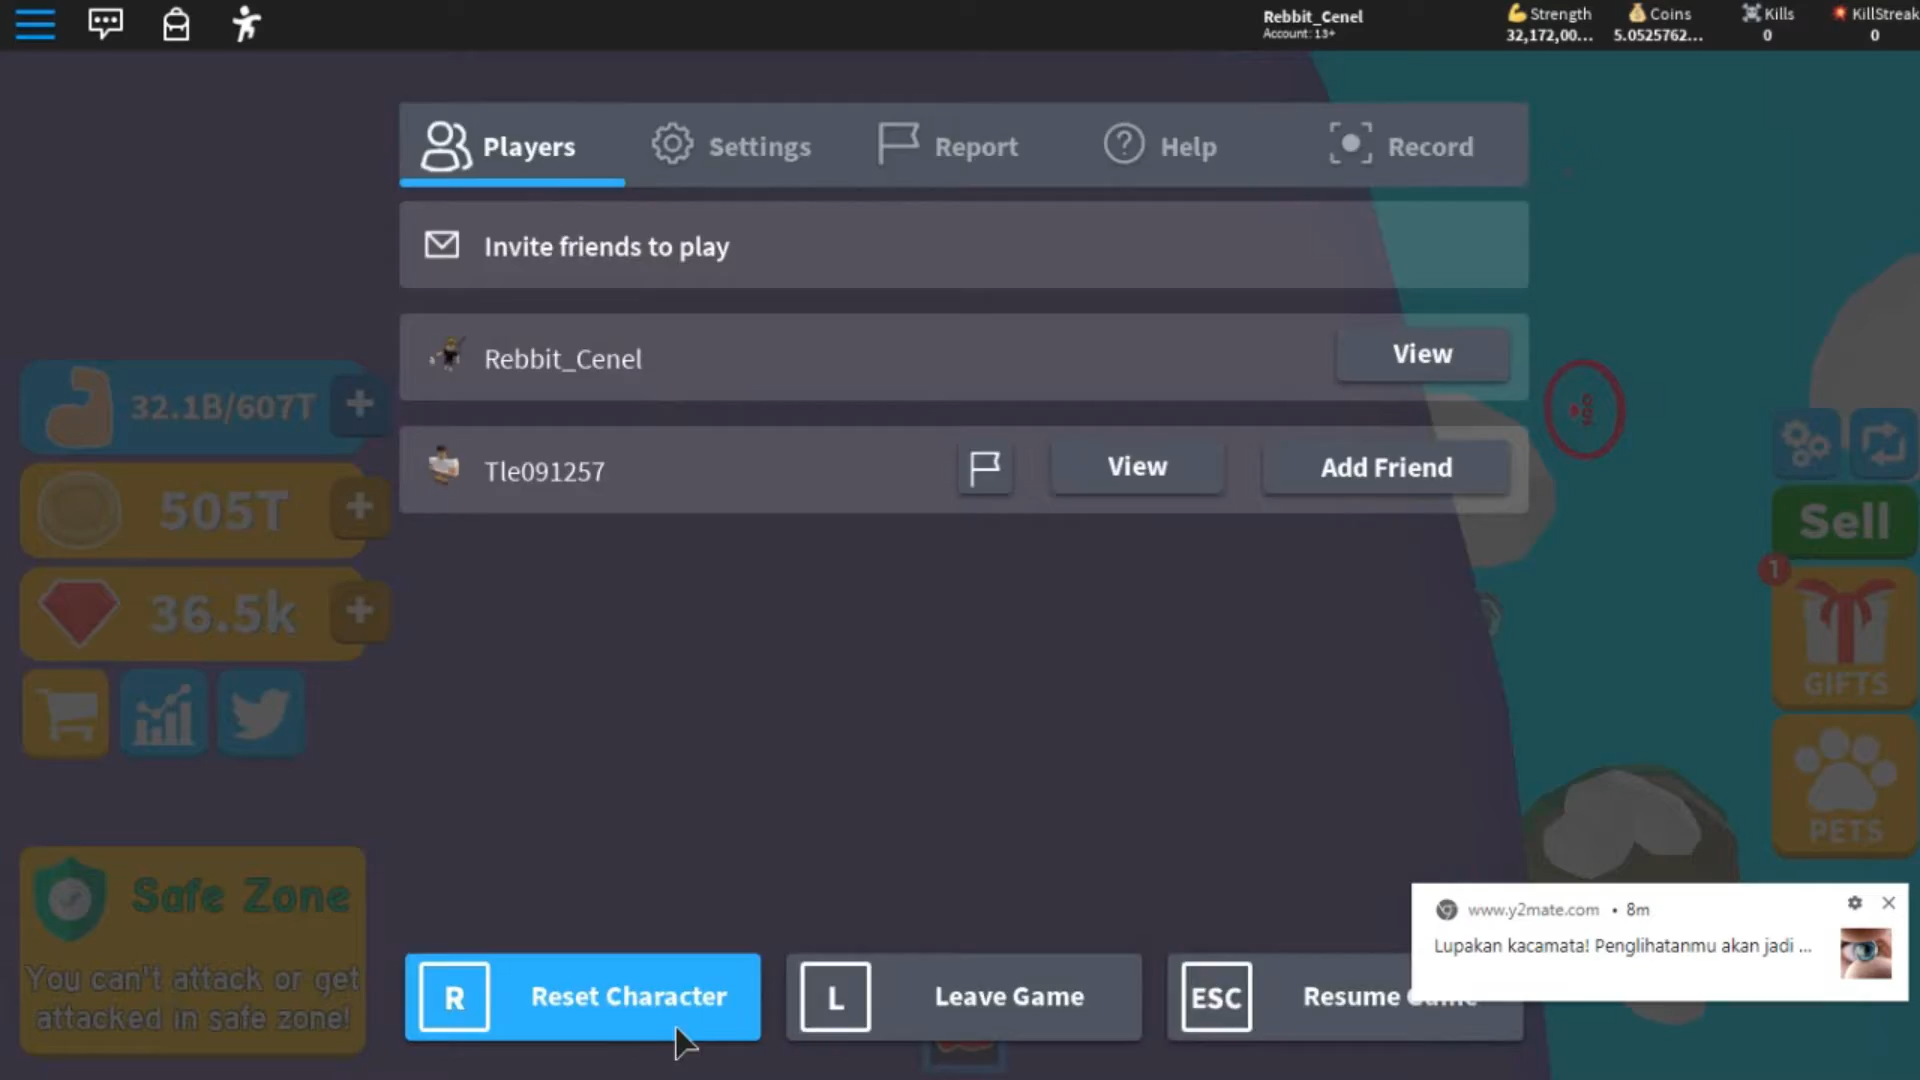 Rebbit_Cenel
Account: 13+
Strength
32,172,00...
Coins
5.0525762...
Kills
0
KillStreak
0
Players
Settings
Report
Help
Record
Invite friends to play
Rebbit_Cenel
View
Tle091257
View
Add Friend
32.1B/607T
505T
36.5k
Sell
1
GIFTS
PETS
Safe Zone
You can't attack or get
attacked in safe zone!
www.y2mate.com • 8m
Lupakan kacamata! Penglihatanmu akan jadi ...
R Reset Character
L Leave Game
ESC Resume Game